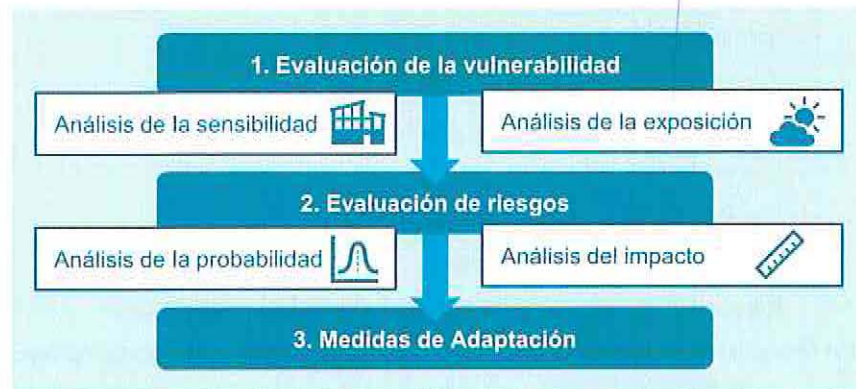 1. Evaluación de la vulnerabilidad
Análisis de la sensibilidad
Análisis de la exposición
2. Evaluación de riesgos
Análisis de la probabilidad
Análisis del impacto
3. Medidas de Adaptación